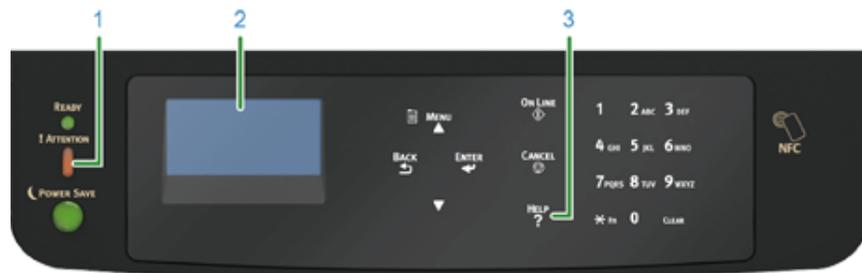 1 2 3
READY
! ATTENTION
POWER SAVE
MENU
BACK
ENTER
ON LINE
CANCEL
HELP
?
1 2 ABC 3 DEF
4 GHI 5 JKL 6 MNO
7 PQRS 8 TUV 9 WXYZ
* Fn 0 CLEAR
NFC